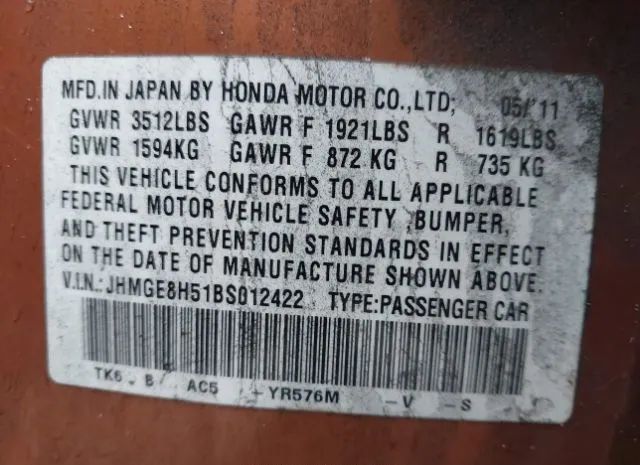 MFD.IN JAPAN BY HONDA MOTOR CO.,LTD; 05/'11
GVWR 3512LBS GAWR F 1921LBS R 1619LBS
GVWR 1594KG GAWR F 872 KG R 735 KG
THIS VEHICLE CONFORMS TO ALL APPLICABLE
FEDERAL MOTOR VEHICLE SAFETY ,BUMPER,
AND THEFT PREVENTION STANDARDS IN EFFECT
ON THE DATE OF MANUFACTURE SHOWN ABOVE.
V.I.N.:JHMGE8H51BS012422 TYPE:PASSENGER CAR
TK6 B AC5 -YR576M -V -S